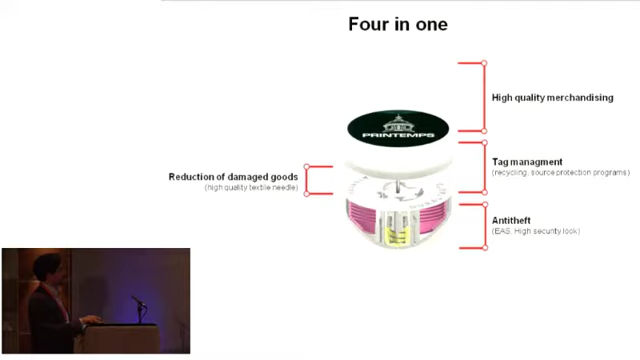 Four in one
High quality merchandising
PRINTEMPS
Tag managment
(recycling, source protection programs)
Reduction of damaged goods
(high quality textile needle)
Antitheft
(EAS, High security lock)